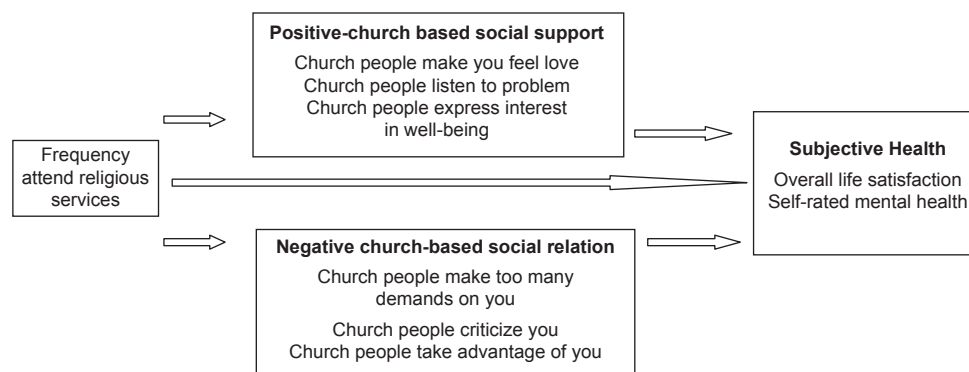 Positive-church based social support
Church people make you feel love
Church people listen to problem
Church people express interest
in well-being
Frequency
attend religious
services
Subjective Health
Overall life satisfaction
Self-rated mental health
Negative church-based social relation
Church people make too many
demands on you
Church people criticize you
Church people take advantage of you